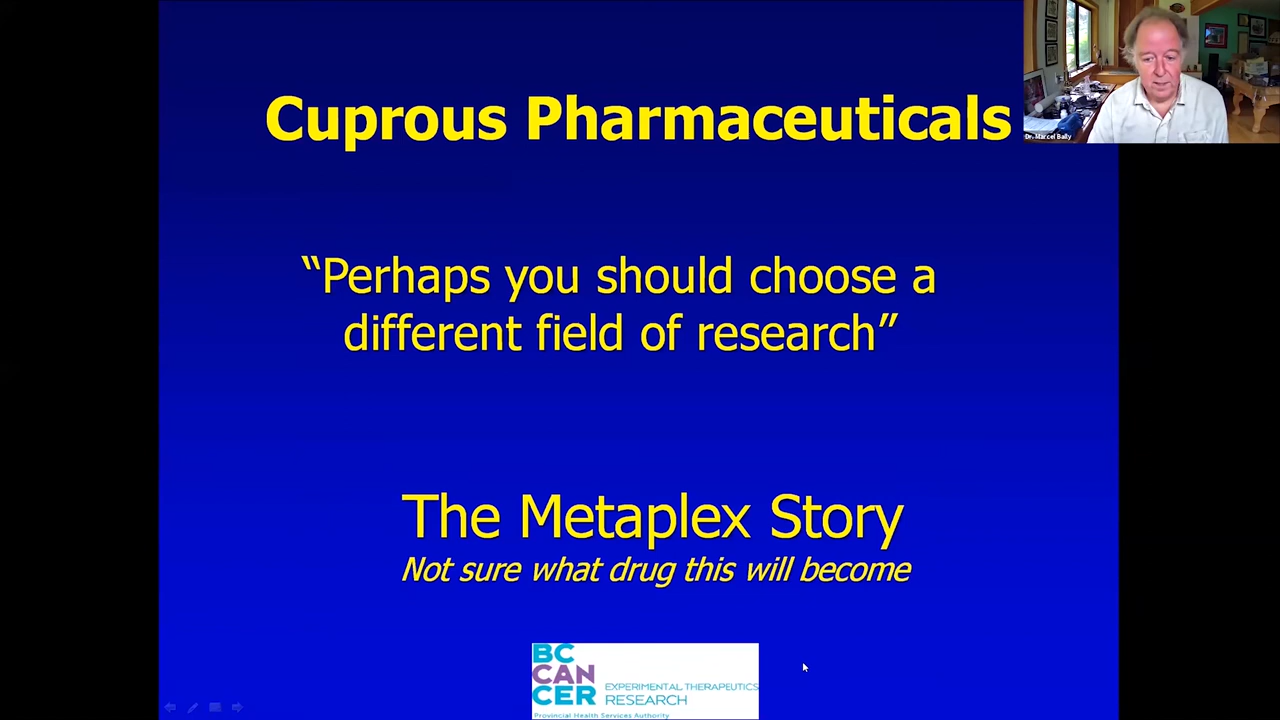 Cuprous Pharmaceuticals
Dr. Marcel Bally
“Perhaps you should choose a
different field of research”
The Metaplex Story
Not sure what drug this will become
BC
CAN
CER
EXPERIMENTAL THERAPEUTICS
RESEARCH
Provincial Health Services Authority